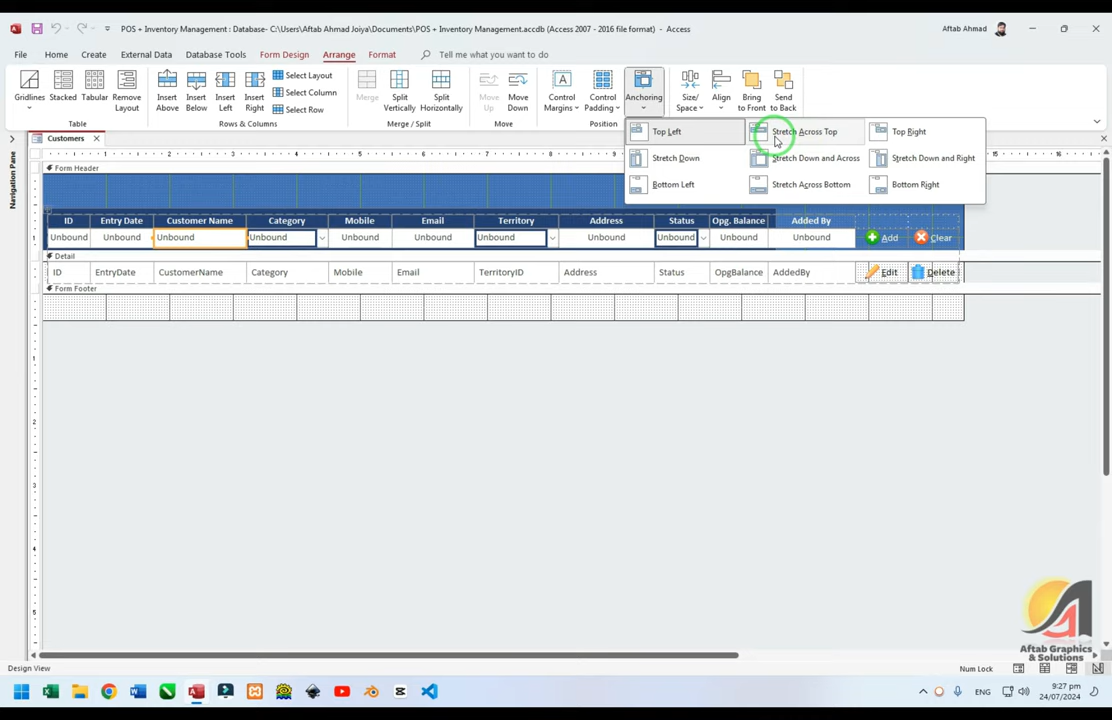 POS + Inventory Management : Database- C:\Users\Aftab Ahmad Joiya\Documents\POS + Inventory Management.accdb (Access 2007 - 2016 file format) - Access
Aftab Ahmad
File Home Create External Data Database Tools Form Design Arrange Format Tell me what you want to do
Gridlines Stacked Tabular Remove Layout
Insert Above Insert Below Insert Left Insert Right
Select Layout
Select Column
Select Row
Merge Split Vertically Split Horizontally
Move Up Move Down
Control Margins Control Padding Anchoring
Size/ Space Align Bring to Front Send to Back
Table Rows & Columns Merge / Split Move Position
Top Left Stretch Across Top Top Right
Stretch Down Stretch Down and Across Stretch Down and Right
Bottom Left Stretch Across Bottom Bottom Right
Customers
Navigation Pane
15 16 17
Form Header
ID Entry Date Customer Name Category Mobile Email Territory Address Status Opg. Balance Added By
1 Unbound Unbound Unbound Unbound Unbound Unbound Unbound Unbound Unbound Unbound Unbound Add Clear
Detail
ID EntryDate CustomerName Category Mobile Email TerritoryID Address Status OpgBalance AddedBy Edit Delete
Form Footer
1
2
3
4
5
Aftab Graphics
& Solutions
Design View
Num Lock
ENG
9:27 pm
24/07/2024